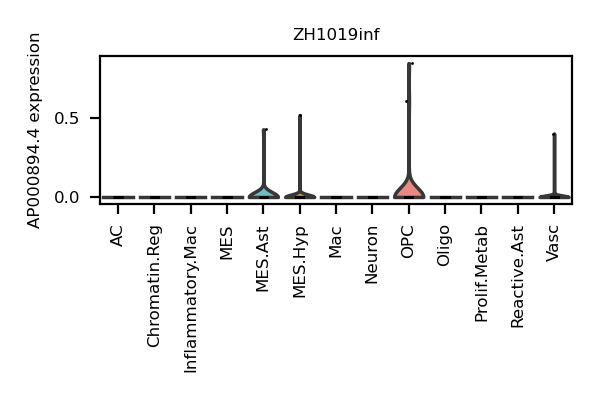 ZH1019inf
AP000894.4 expression
0.5
0.0
AC
Chromatin.Reg
Inflammatory.Mac
MES
MES.Ast
MES.Hyp
Mac
Neuron
OPC
Oligo
Prolif.Metab
Reactive.Ast
Vasc